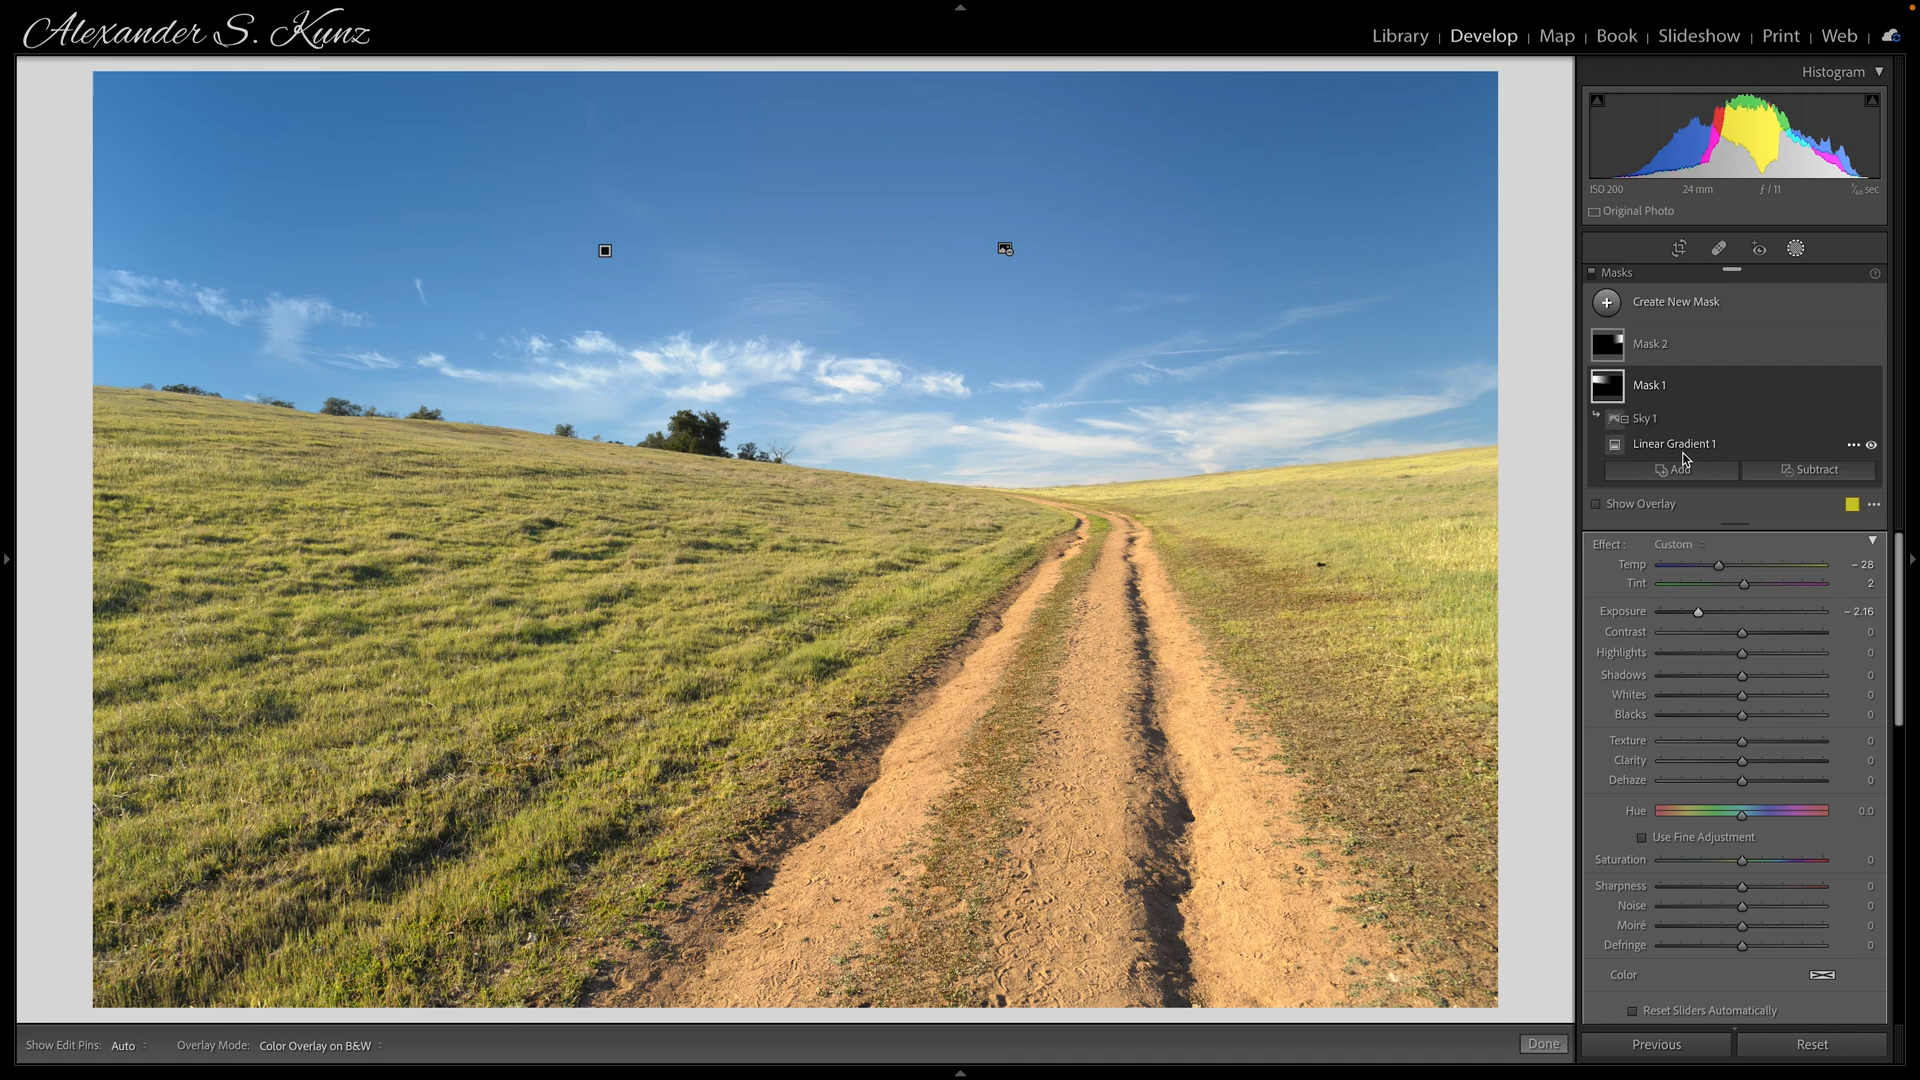 Alexander S. Kunz
Library | Develop | Map | Book | Slideshow | Print | Web |
Histogram
ISO 200 24 mm ƒ / 11 1/60 sec
Original Photo
Masks
Create New Mask
Mask 2
Mask 1
Sky 1
Linear Gradient 1
Add Subtract
Show Overlay
Effect : Custom
Temp – 28
Tint 2
Exposure – 2.16
Contrast 0
Highlights 0
Shadows 0
Whites 0
Blacks 0
Texture 0
Clarity 0
Dehaze 0
Hue 0.0
Use Fine Adjustment
Saturation 0
Sharpness 0
Noise 0
Moiré 0
Defringe 0
Color
Reset Sliders Automatically
Show Edit Pins: Auto Overlay Mode: Color Overlay on B&W Done
Previous Reset